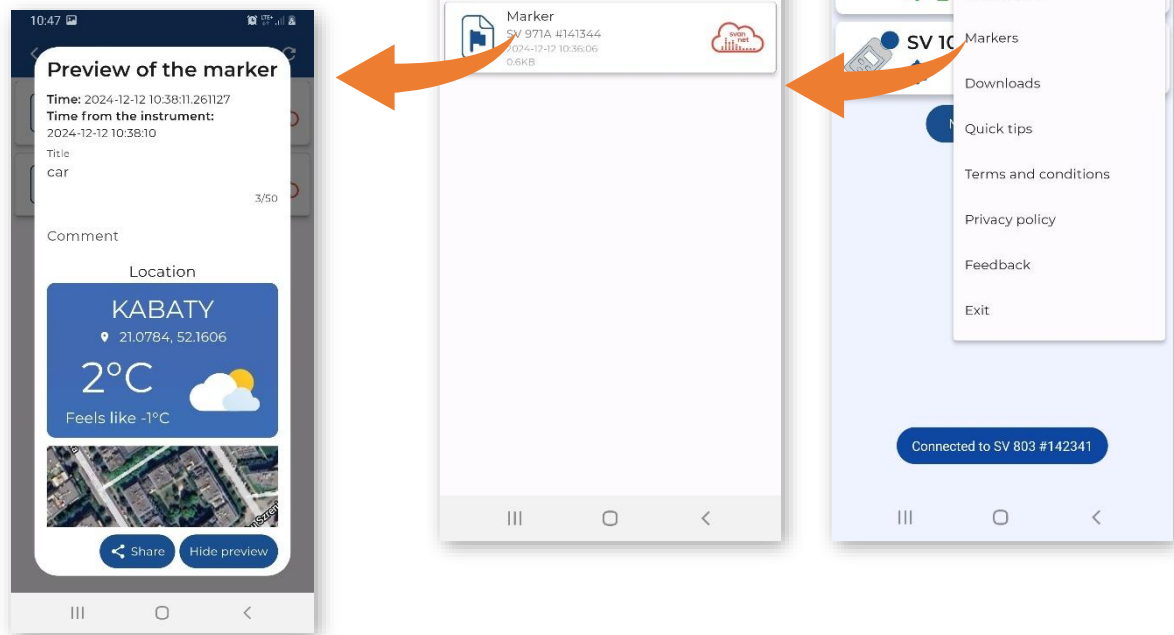 10:47
Preview of the marker
Time: 2024-12-12 10:38:11.261127
Time from the instrument:
2024-12-12 10:38:10
Title
car
3/50
Comment
Location
KABATY
21.0784, 52.1606
2°C
Feels like -1°C
Share
Hide preview
Marker
SV 971A #141344
2024-12-12 10:36:06
0.6KB
svan
net
SV 10
Markers
Downloads
Quick tips
Terms and conditions
Privacy policy
Feedback
Exit
Connected to SV 803 #142341